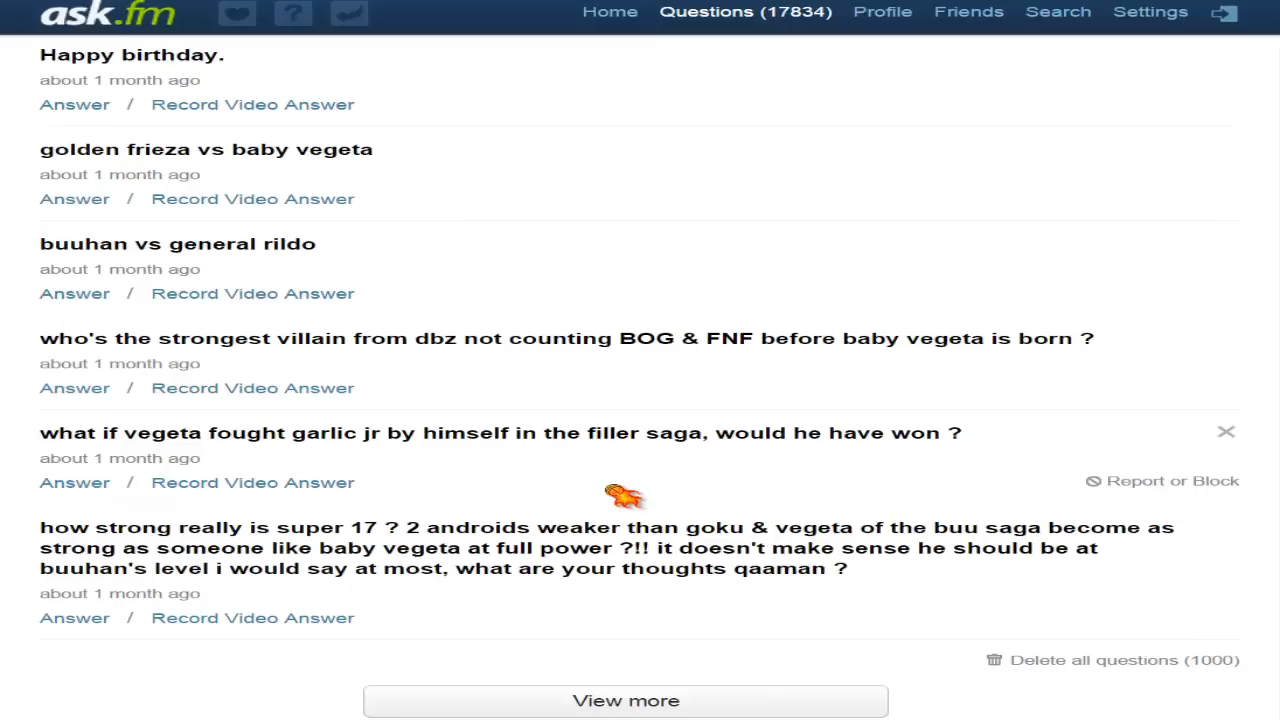 ask.fm
Home Questions (17834) Profile Friends Search Settings
Happy birthday.
about 1 month ago
Answer / Record Video Answer
golden frieza vs baby vegeta
about 1 month ago
Answer / Record Video Answer
buuhan vs general rildo
about 1 month ago
Answer / Record Video Answer
who's the strongest villain from dbz not counting BOG & FNF before baby vegeta is born ?
about 1 month ago
Answer / Record Video Answer
what if vegeta fought garlic jr by himself in the filler saga, would he have won ?
about 1 month ago
Answer / Record Video Answer
Report or Block
how strong really is super 17 ? 2 androids weaker than goku & vegeta of the buu saga become as
strong as someone like baby vegeta at full power ?!! it doesn't make sense he should be at
buuhan's level i would say at most, what are your thoughts qaaman ?
about 1 month ago
Answer / Record Video Answer
Delete all questions (1000)
View more